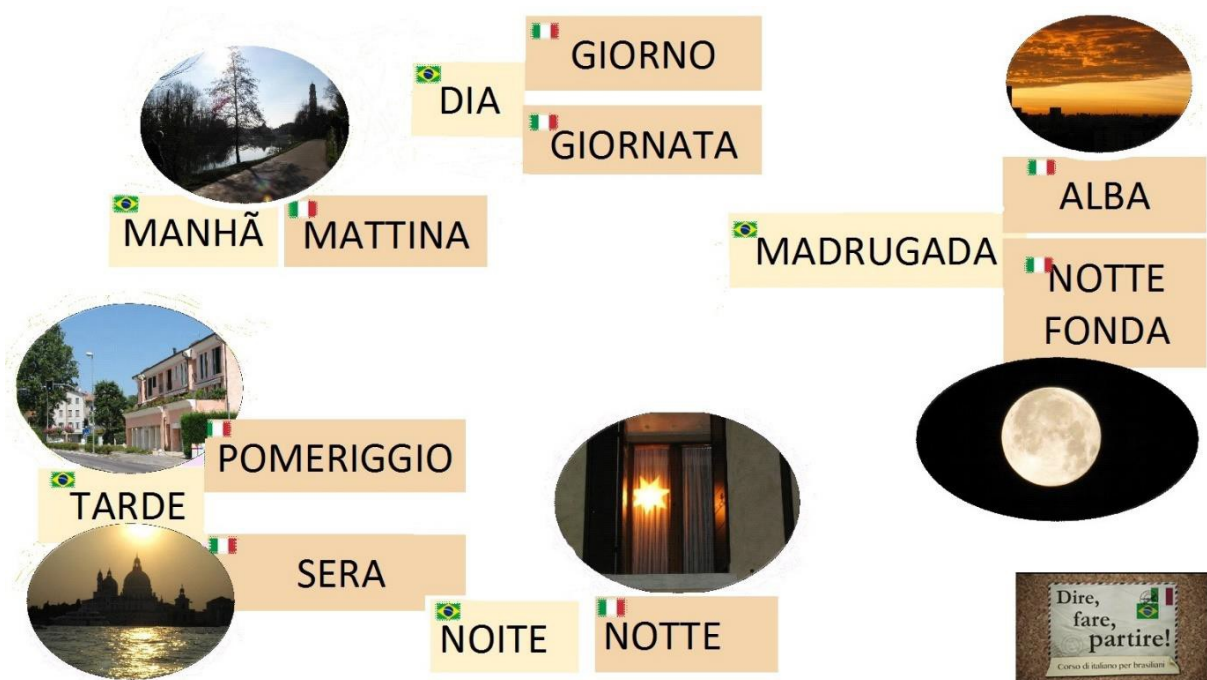 DIA
GIORNO
GIORNATA
MANHÃ
MATTINA
MADRUGADA
ALBA
NOTTE
FONDA
TARDE
POMERIGGIO
SERA
NOITE
NOTTE
Dire,
fare,
partire!
Corso di italiano per brasiliani